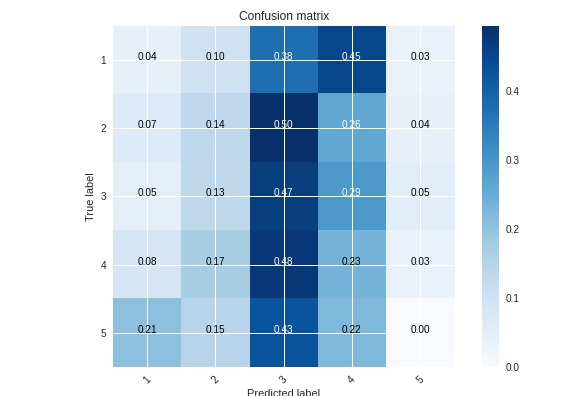 Confusion matrix
1 0.04 0.10 0.38 0.45 0.03
2 0.07 0.14 0.50 0.26 0.04
3 0.05 0.13 0.47 0.29 0.05
4 0.08 0.17 0.48 0.23 0.03
5 0.21 0.15 0.43 0.22 0.00
True label
1 2 3 4 5
Predicted label
0.4
0.3
0.2
0.1
0.0